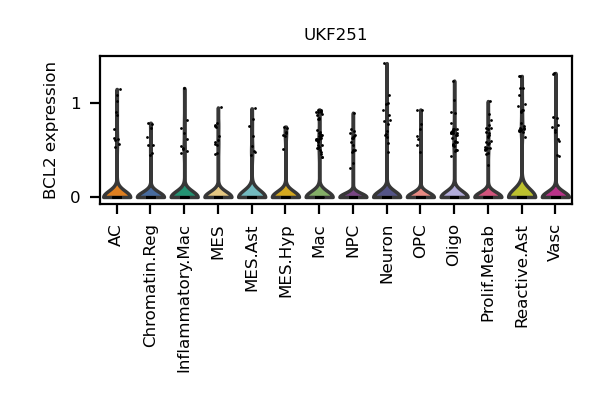 UKF251
BCL2 expression
1
0
AC
Chromatin.Reg
Inflammatory.Mac
MES
MES.Ast
MES.Hyp
Mac
NPC
Neuron
OPC
Oligo
Prolif.Metab
Reactive.Ast
Vasc